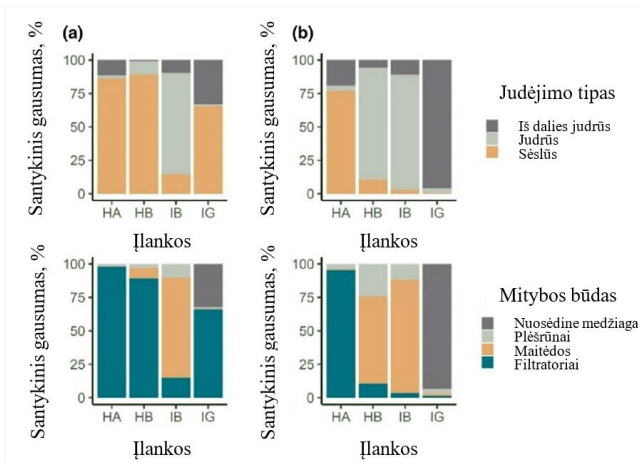 (a)
(b)
Santykinis gausumas, %
100
75
50
25
0
HA HB IB IG
Įlankos
Santykinis gausumas, %
100
75
50
25
0
HA HB IB IG
Įlankos
Judėjimo tipas
Iš dalies judrūs
Judrūs
Sėslūs
Santykinis gausumas, %
100
75
50
25
0
HA HB IB IG
Įlankos
Santykinis gausumas, %
100
75
50
25
0
HA HB IB IG
Įlankos
Mitybos būdas
Nuosėdine medžiaga
Plėšrūnai
Maitėdos
Filtratoriai